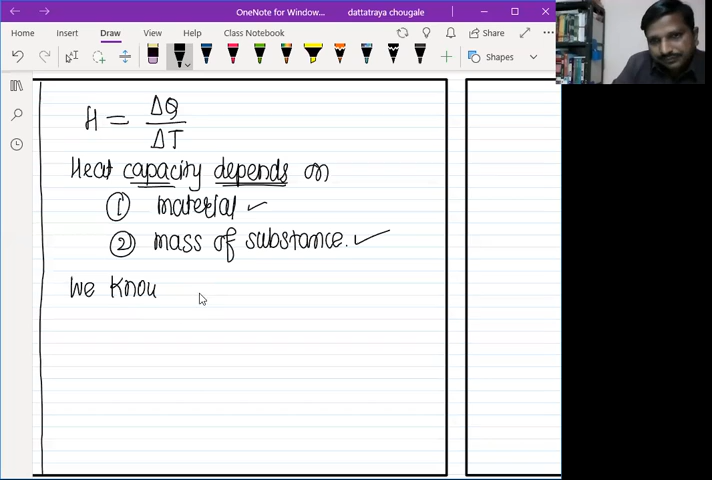 OneNote for Window... dattatraya chougale
Home Insert Draw View Help Class Notebook Share
Shapes
H = ΔQ / ΔT
Heat capacity depends on
① material ✓
② mass of substance. ✓
We know